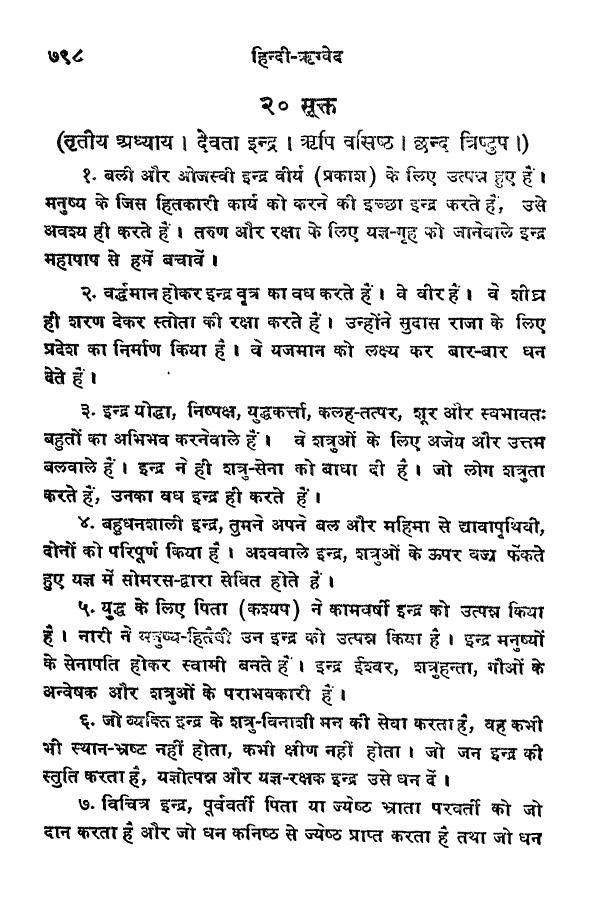 ७९८ हिन्दी-ऋग्वेद
२० सूक्त
(तृतीय अध्याय । देवता इन्द्र । ऋषि वसिष्ठ । छन्द त्रिष्टुप ।)
१. बली और ओजस्वी इन्द्र वीर्य (प्रकाश) के लिए उत्पन्न हुए हैं ।
मनुष्य के जिस हितकारी कार्य को करने की इच्छा इन्द्र करते हैं, उसे
अवश्य ही करते हैं । तरुण और रक्षा के लिए यज्ञ-गृह को जानेवाले इन्द्र
महापाप से हमें बचावें ।
२. वर्द्धमान होकर इन्द्र वृत्र का वध करते हैं । वे वीर हैं । वे शीघ्र
ही शरण देकर स्तोता की रक्षा करते हैं । उन्होंने सुदास राजा के लिए
प्रदेश का निर्माण किया है । वे यजमान को लक्ष्य कर बार-बार धन
देते हैं ।
३. इन्द्र योद्धा, निष्पक्ष, युद्धकर्त्ता, कलह-तत्पर, शूर और स्वभावतः
बहुतों का अभिभव करनेवाले हैं । वे शत्रुओं के लिए अजेय और उत्तम
बलवाले हैं । इन्द्र ने ही शत्रु-सेना को बाधा दी है । जो लोग शत्रुता
करते हैं, उनका वध इन्द्र ही करते हैं ।
४. बहुधनशाली इन्द्र, तुमने अपने बल और महिमा से द्यावापृथिवी,
दोनों को परिपूर्ण किया है । अश्ववाले इन्द्र, शत्रुओं के ऊपर वज्र फेंकते
हुए यज्ञ में सोमरस-द्वारा सेवित होते हैं ।
५. युद्ध के लिए पिता (कश्यप) ने कामवर्षी इन्द्र को उत्पन्न किया
है । नारी ने मनुष्य-हितैषी उन इन्द्र को उत्पन्न किया है । इन्द्र मनुष्यों
के सेनापति होकर स्वामी बनते हैं । इन्द्र ईश्वर, शत्रुहन्ता, गौओं के
अन्वेषक और शत्रुओं के पराभवकारी हैं ।
६. जो व्यक्ति इन्द्र के शत्रु-विनाशी मन की सेवा करता है, वह कभी
भी स्थान-भ्रष्ट नहीं होता, कभी क्षीण नहीं होता । जो जन इन्द्र की
स्तुति करता है, यज्ञोत्पन्न और यज्ञ-रक्षक इन्द्र उसे धन दें ।
७. विचित्र इन्द्र, पूर्ववर्ती पिता या ज्येष्ठ भ्राता परवर्ती को जो
दान करता है और जो धन कनिष्ठ से ज्येष्ठ प्राप्त करता है तथा जो धन